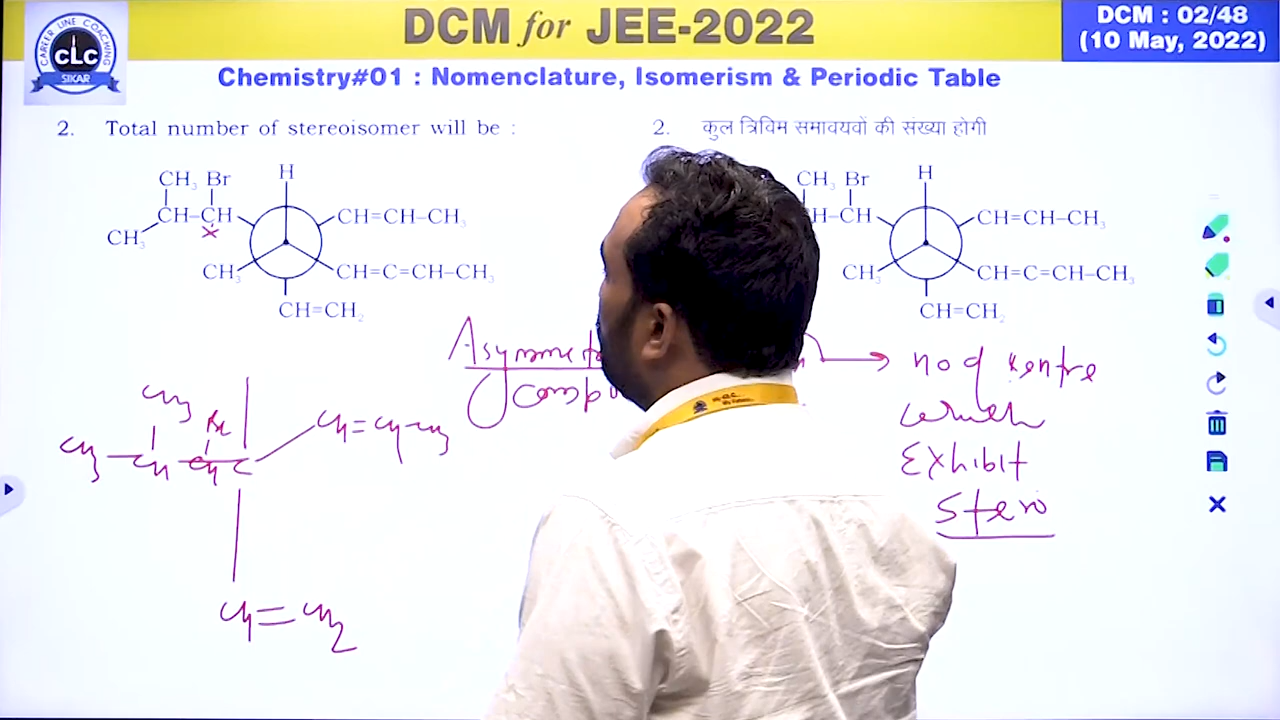 DCM for JEE-2022
DCM : 02/48
(10 May, 2022)
CAREER LINE COACHING
CLC
SIKAR
Chemistry#01 : Nomenclature, Isomerism & Periodic Table
2. Total number of stereoisomer will be :
CH₃ Br
H
CH–CH
CH=CH–CH₃
CH₃
CH₃
CH=C=CH–CH₃
CH=CH₂
2. कुल त्रिविम समावयवों की संख्या होगी
CH₃ Br
H
H–CH
CH=CH–CH₃
CH₃
CH=C=CH–CH₃
CH=CH₂
Asymmet
comp
no of
which
Exhibit
Stero
CH₃
Br
CH₃–CH–CH–C
CH=CH–CH₃
CH=CH₂